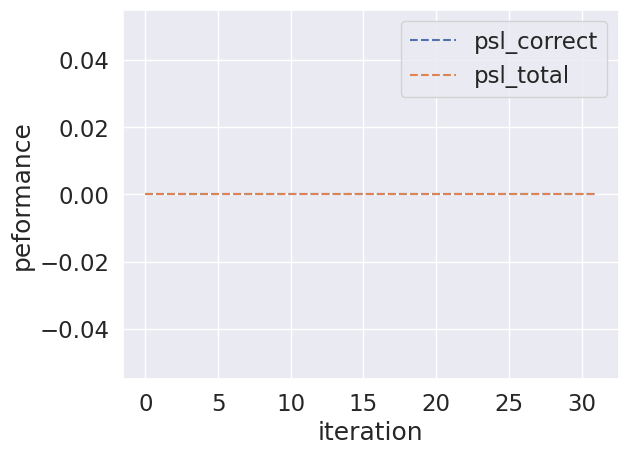 psl_correct
psl_total
0.04
0.02
0.00
−0.02
−0.04
peformance
0 5 10 15 20 25 30
iteration